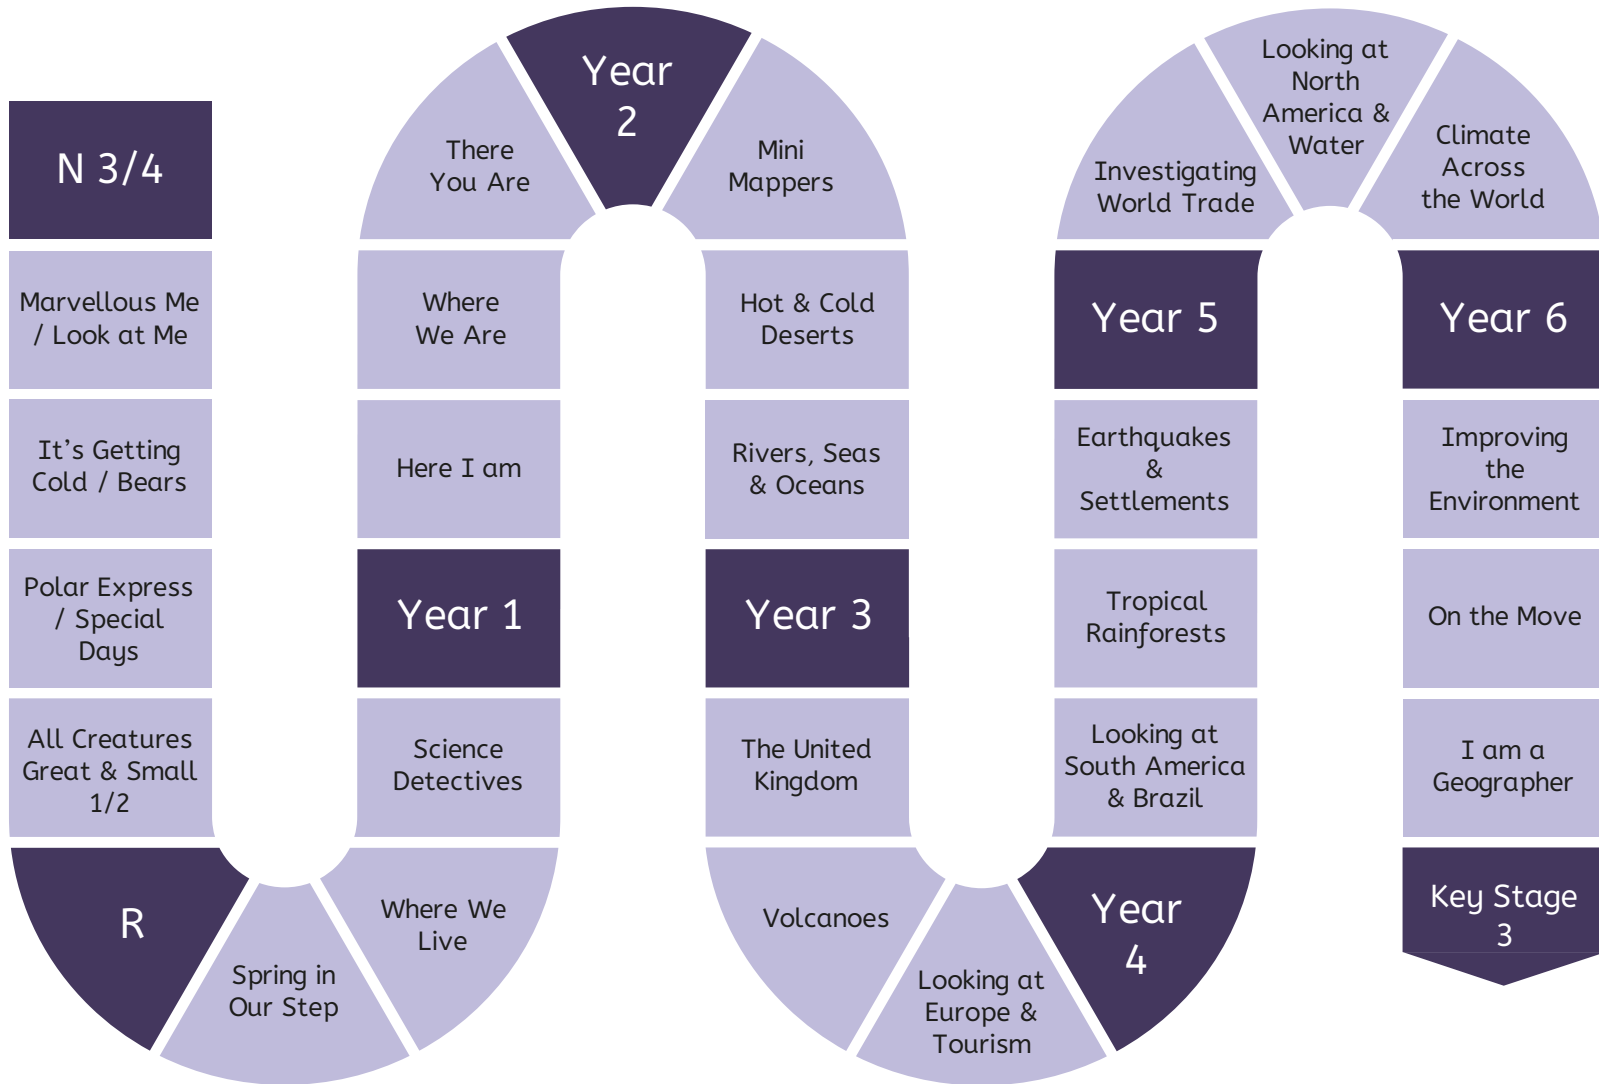 N 3/4
Marvellous Me
/ Look at Me
It's Getting
Cold / Bears
Polar Express
/ Special
Days
All Creatures
Great & Small
1/2
R
Spring in
Our Step
Where We
Live
Science
Detectives
Year 1
Here I am
Where
We Are
There
You Are
Year
2
Mini
Mappers
Hot & Cold
Deserts
Rivers, Seas
& Oceans
Year 3
The United
Kingdom
Volcanoes
Looking at
Europe &
Tourism
Year
4
Looking at
South America
& Brazil
Tropical
Rainforests
Earthquakes
&
Settlements
Year 5
Investigating
World Trade
Looking at
North
America &
Water
Climate
Across
the World
Year 6
Improving
the
Environment
On the Move
I am a
Geographer
Key Stage
3